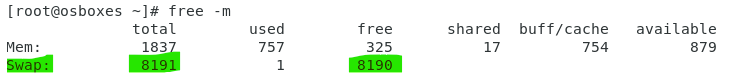 [root@osboxes ~]# free -m
              total        used        free      shared  buff/cache   available
Mem:           1837         757         325          17         754         879
Swap:          8191           1        8190